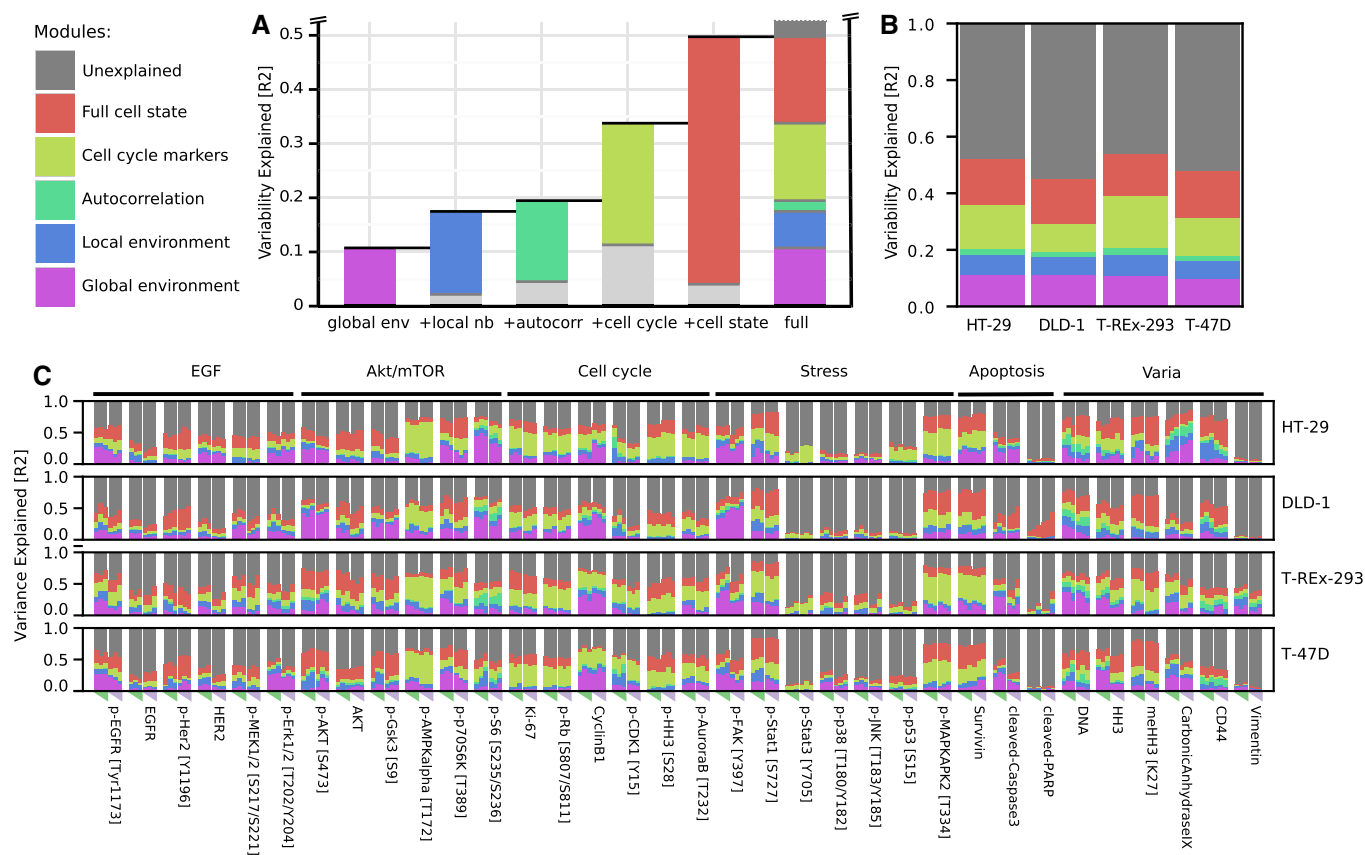 Modules:
Unexplained
Full cell state
Cell cycle markers
Autocorrelation
Local environment
Global environment
A
Variability Explained [R2]
0.5
0.4
0.3
0.2
0.1
0
global env
+local nb
+autocorr
+cell cycle
+cell state
full
B
Variability Explained [R2]
1.0
0.8
0.6
0.4
0.2
0.0
HT-29
DLD-1
T-REx-293
T-47D
C
EGF
Akt/mTOR
Cell cycle
Stress
Apoptosis
Varia
Variance Explained [R2]
1.0
0.5
0.0
HT-29
1.0
0.5
0.0
DLD-1
1.0
0.5
0.0
T-REx-293
1.0
0.5
0.0
T-47D
p-EGFR [Tyr1173]
EGFR
p-Her2 [Y1196]
HER2
p-MEK1/2 [S217/S221]
p-Erk1/2 [T202/Y204]
p-AKT [S473]
AKT
p-Gsk3 [S9]
p-AMPKalpha [T172]
p-p70S6K [T389]
p-S6 [S235/S236]
Ki-67
p-Rb [S807/S811]
CyclinB1
p-CDK1 [Y15]
p-HH3 [S28]
p-AuroraB [T232]
p-FAK [Y397]
p-Stat1 [S727]
p-Stat3 [Y705]
p-p38 [T180/Y182]
p-JNK [T183/Y185]
p-p53 [S15]
p-MAPKAPK2 [T334]
Survivin
cleaved-Caspase3
cleaved-PARP
DNA
HH3
meHH3 [K27]
CarbonicAnhydraseIX
CD44
Vimentin